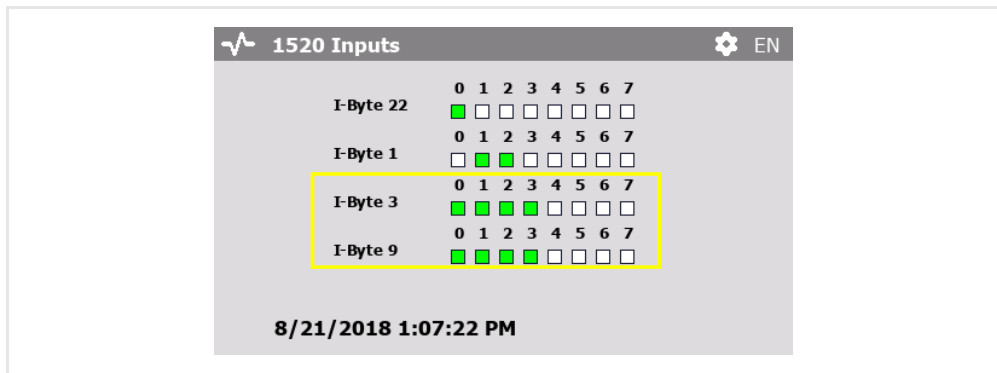 1520 Inputs EN
0 1 2 3 4 5 6 7
I-Byte 22
0 1 2 3 4 5 6 7
I-Byte 1
0 1 2 3 4 5 6 7
I-Byte 3
0 1 2 3 4 5 6 7
I-Byte 9
8/21/2018 1:07:22 PM